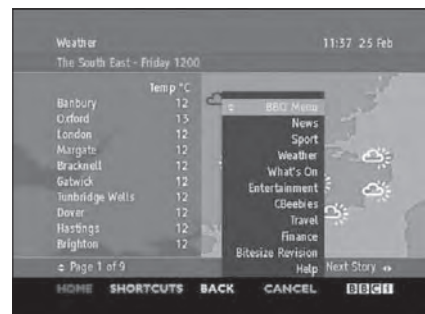 Weather 11:37 25 Feb
The South East - Friday 1200
Temp °C
Banbury 12
Oxford 13
London 12
Margate 12
Bracknell 12
Gatwick 12
Tunbridge Wells 12
Dover 12
Hastings 12
Brighton 12
Page 1 of 9
BBC Menu
News
Sport
Weather
What's On
Entertainment
CBeebies
Travel
Finance
Bitesize Revision
Help
Next Story
HOME SHORTCUTS BACK CANCEL BBCi